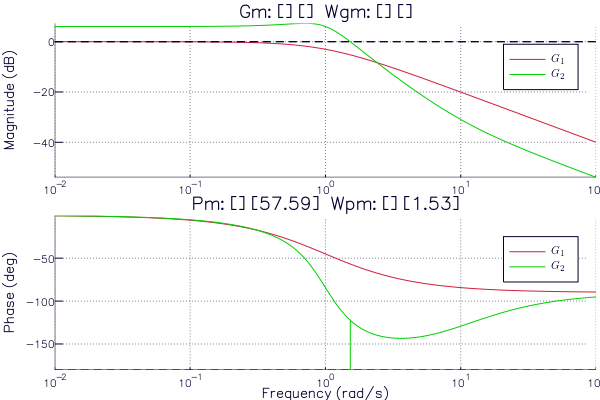 Gm: [] [] Wgm: [] []
Magnitude (dB)
0
−20
−40
G₁
G₂
10⁻² 10⁻¹ 10⁰ 10¹ 10
Pm: [] [57.59] Wpm: [] [1.53]
Phase (deg)
−50
−100
−150
G₁
G₂
10⁻² 10⁻¹ 10⁰ 10¹ 10
Frequency (rad/s)